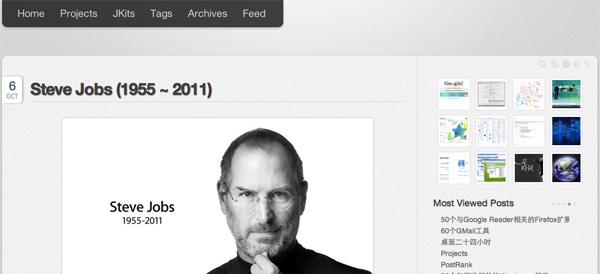 Home Projects JKits Tags Archives Feed
6
OCT
Steve Jobs (1955 ~ 2011)
Steve Jobs
1955-2011
Most Viewed Posts
50个与Google Reader相关的Firefox扩展
60个GMail工具
桌面二十四小时
Projects
PostRank